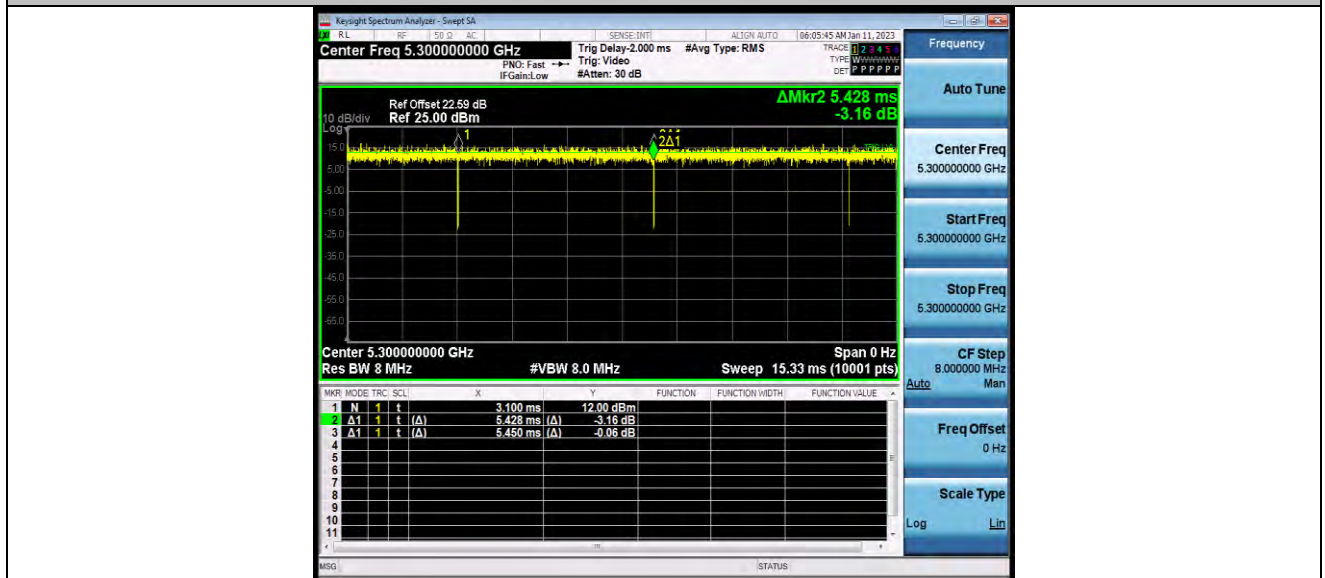 Keysight Spectrum Analyzer - Swept SA
RL RF 50 Ω AC SENSE:INT ALIGN AUTO 06:05:45 AM Jan 11, 2023
Center Freq 5.300000000 GHz
PNO: Fast
IFGain:Low
Trig Delay-2.000 ms
Trig: Video
#Atten: 30 dB
#Avg Type: RMS
TRACE 1 2 3 4 5 6
TYPE WWWWWW
DET P P P P P P
ΔMkr2 5.428 ms
-3.16 dB
Ref Offset 22.59 dB
10 dB/div Ref 25.00 dBm
Log
15.0
5.00
-5.00
-15.0
-25.0
-35.0
-45.0
-55.0
-65.0
1
2Δ1
Center 5.300000000 GHz Span 0 Hz
Res BW 8 MHz #VBW 8.0 MHz Sweep 15.33 ms (10001 pts)
MKR MODE TRC SCL X Y FUNCTION FUNCTION WIDTH FUNCTION VALUE
1 N 1 t 3.100 ms 12.00 dBm
2 Δ1 1 t (Δ) 5.428 ms (Δ) -3.16 dB
3 Δ1 1 t (Δ) 5.450 ms (Δ) -0.06 dB
4
5
6
7
8
9
10
11
MSG STATUS
Frequency
Auto Tune
Center Freq
5.300000000 GHz
Start Freq
5.300000000 GHz
Stop Freq
5.300000000 GHz
CF Step
8.000000 MHz
Auto Man
Freq Offset
0 Hz
Scale Type
Log Lin